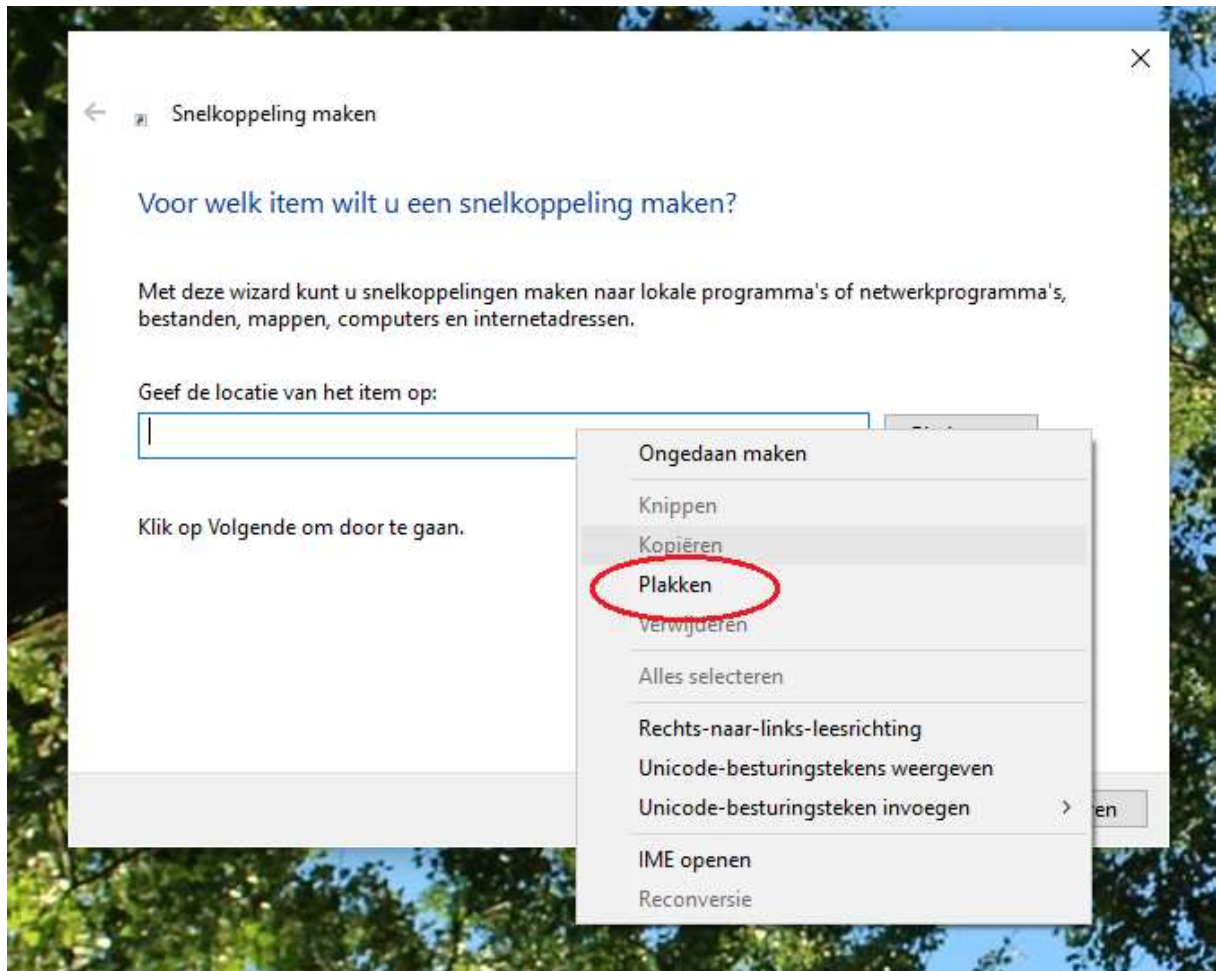 Snelkoppeling maken
Voor welk item wilt u een snelkoppeling maken?
Met deze wizard kunt u snelkoppelingen maken naar lokale programma's of netwerkprogramma's,
bestanden, mappen, computers en internetadressen.
Geef de locatie van het item op:
Klik op Volgende om door te gaan.
Ongedaan maken
Knippen
Kopiëren
Plakken
Verwijderen
Alles selecteren
Rechts-naar-links-leesrichting
Unicode-besturingstekens weergeven
Unicode-besturingsteken invoegen
IME openen
Reconversie